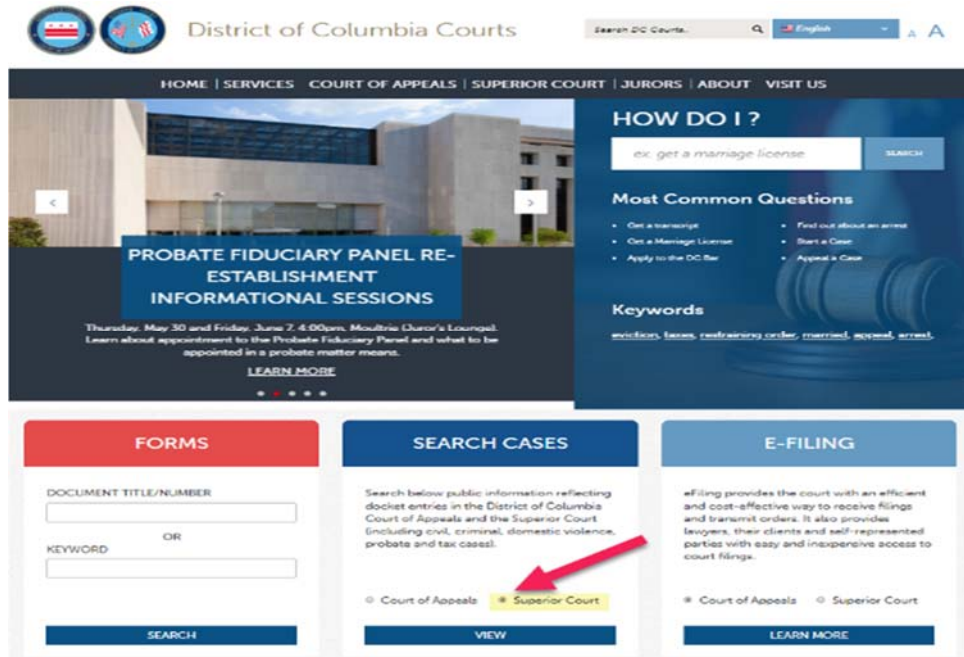 District of Columbia Courts
Search DC Courts..
English
A A
HOME | SERVICES COURT OF APPEALS | SUPERIOR COURT | JURORS | ABOUT VISIT US
<
>
PROBATE FIDUCIARY PANEL RE-
ESTABLISHMENT
INFORMATIONAL SESSIONS
Thursday, May 30 and Friday, June 7, 4:00pm, Moultrie (Juror's Lounge).
Learn about appointment to the Probate Fiduciary Panel and what to be
appointed in a probate matter means.
LEARN MORE
HOW DO I ?
ex. get a marriage license
SEARCH
Most Common Questions
• Get a transcript
• Get a Marriage License
• Apply to the DC Bar
• Find out about an arrest
• Start a Case
• Appeal a Case
Keywords
eviction, taxes, restraining order, married, appeal, arrest,
FORMS
DOCUMENT TITLE/NUMBER
OR
KEYWORD
SEARCH
SEARCH CASES
Search below public information reflecting
docket entries in the District of Columbia
Court of Appeals and the Superior Court
(including civil, criminal, domestic violence,
probate and tax cases).
Court of Appeals Superior Court
VIEW
E-FILING
eFiling provides the court with an efficient
and cost-effective way to receive filings
and transmit orders. It also provides
lawyers, their clients and self-represented
parties with easy and inexpensive access to
court filings.
Court of Appeals Superior Court
LEARN MORE